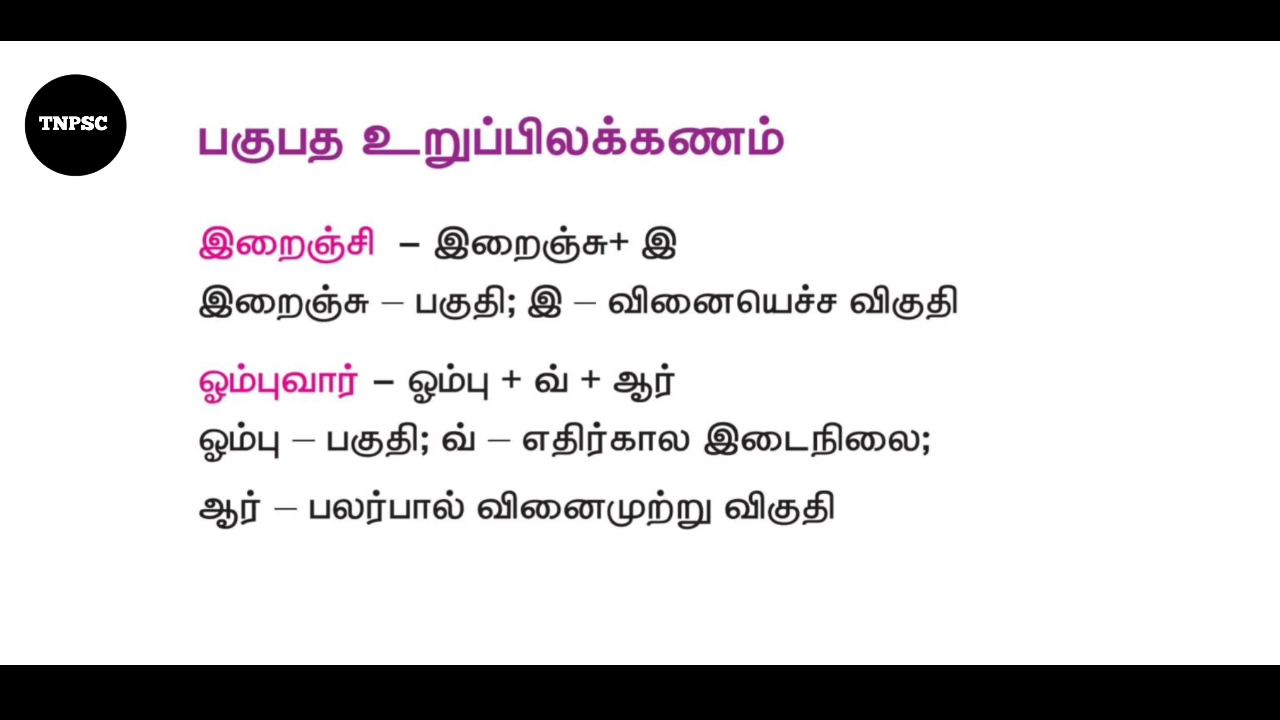 TNPSC
பகுபத உறுப்பிலக்கணம்
இறைஞ்சி – இறைஞ்சு+ இ
இறைஞ்சு – பகுதி; இ – வினையெச்ச விகுதி
ஓம்புவார் – ஓம்பு + வ் + ஆர்
ஓம்பு – பகுதி; வ் – எதிர்கால இடைநிலை;
ஆர் – பலர்பால் வினைமுற்று விகுதி